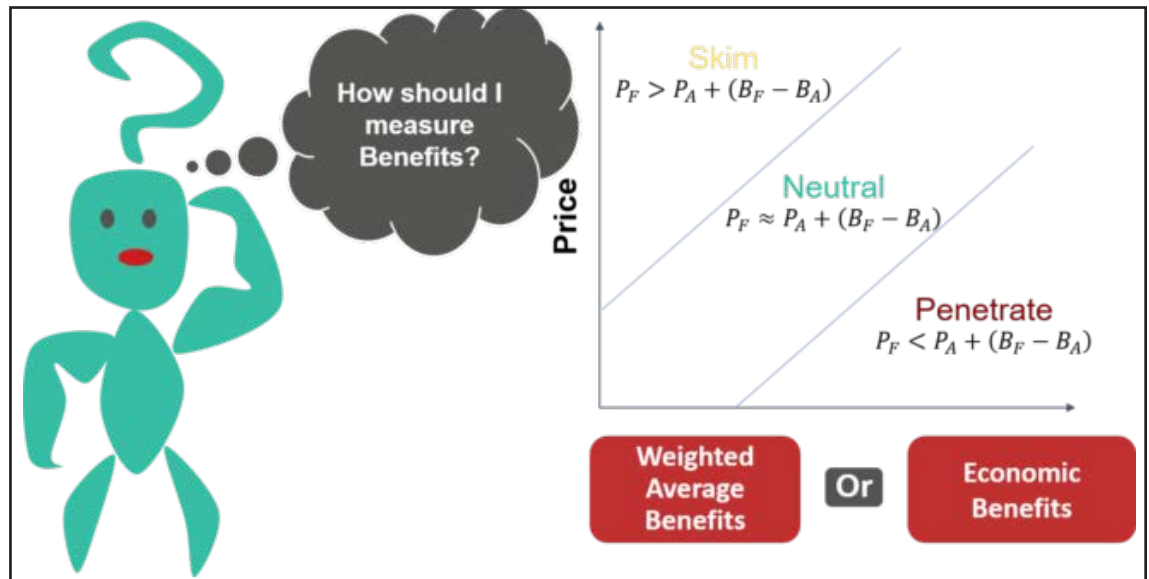 How should I
measure
Benefits?
Skim
P_F > P_A + (B_F − B_A)
Neutral
P_F ≈ P_A + (B_F − B_A)
Penetrate
P_F < P_A + (B_F − B_A)
Price
Weighted
Average
Benefits
Or
Economic
Benefits